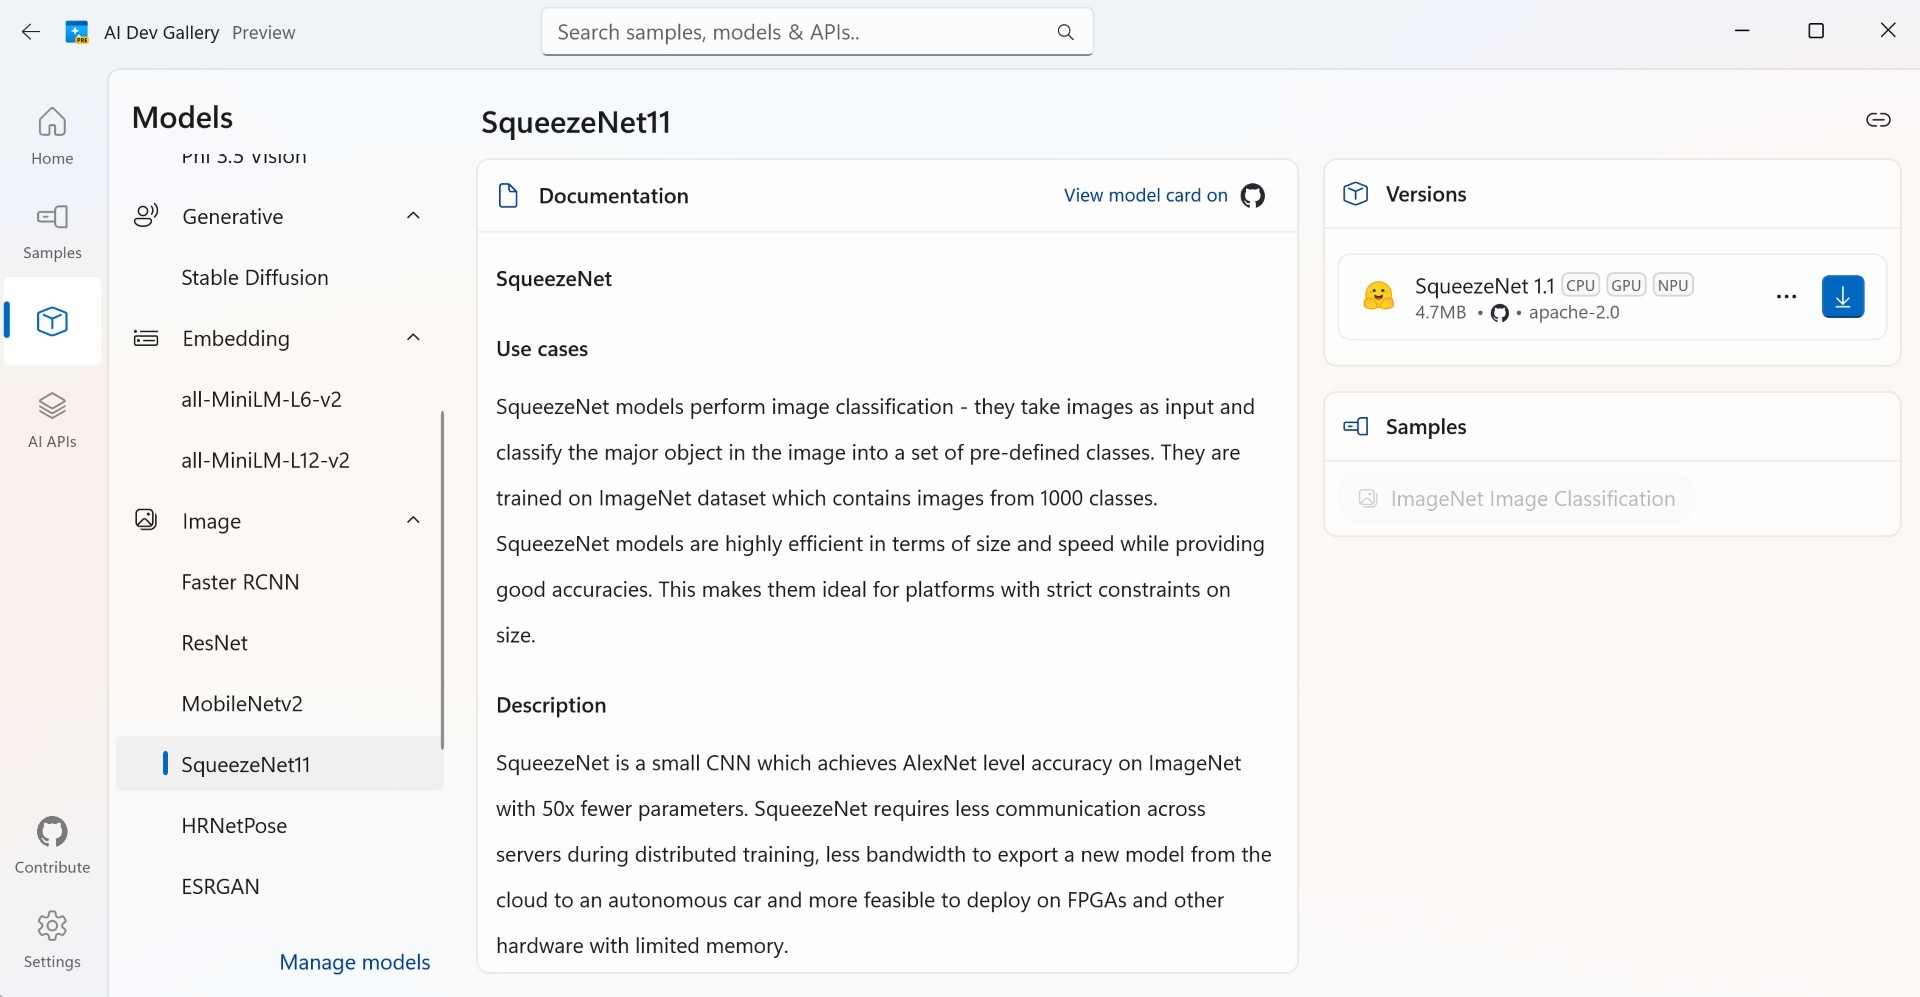 AI Dev Gallery Preview
Search samples, models & APIs..
Home
Samples
AI APIs
Contribute
Settings
Models
Phi 3.5 Vision
Generative
Stable Diffusion
Embedding
all-MiniLM-L6-v2
all-MiniLM-L12-v2
Image
Faster RCNN
ResNet
MobileNetv2
SqueezeNet11
HRNetPose
ESRGAN
Manage models
SqueezeNet11
Documentation
View model card on
SqueezeNet
Use cases
SqueezeNet models perform image classification - they take images as input and
classify the major object in the image into a set of pre-defined classes. They are
trained on ImageNet dataset which contains images from 1000 classes.
SqueezeNet models are highly efficient in terms of size and speed while providing
good accuracies. This makes them ideal for platforms with strict constraints on
size.
Description
SqueezeNet is a small CNN which achieves AlexNet level accuracy on ImageNet
with 50x fewer parameters. SqueezeNet requires less communication across
servers during distributed training, less bandwidth to export a new model from the
cloud to an autonomous car and more feasible to deploy on FPGAs and other
hardware with limited memory.
Versions
SqueezeNet 1.1 CPU GPU NPU
4.7MB • • apache-2.0
Samples
ImageNet Image Classification